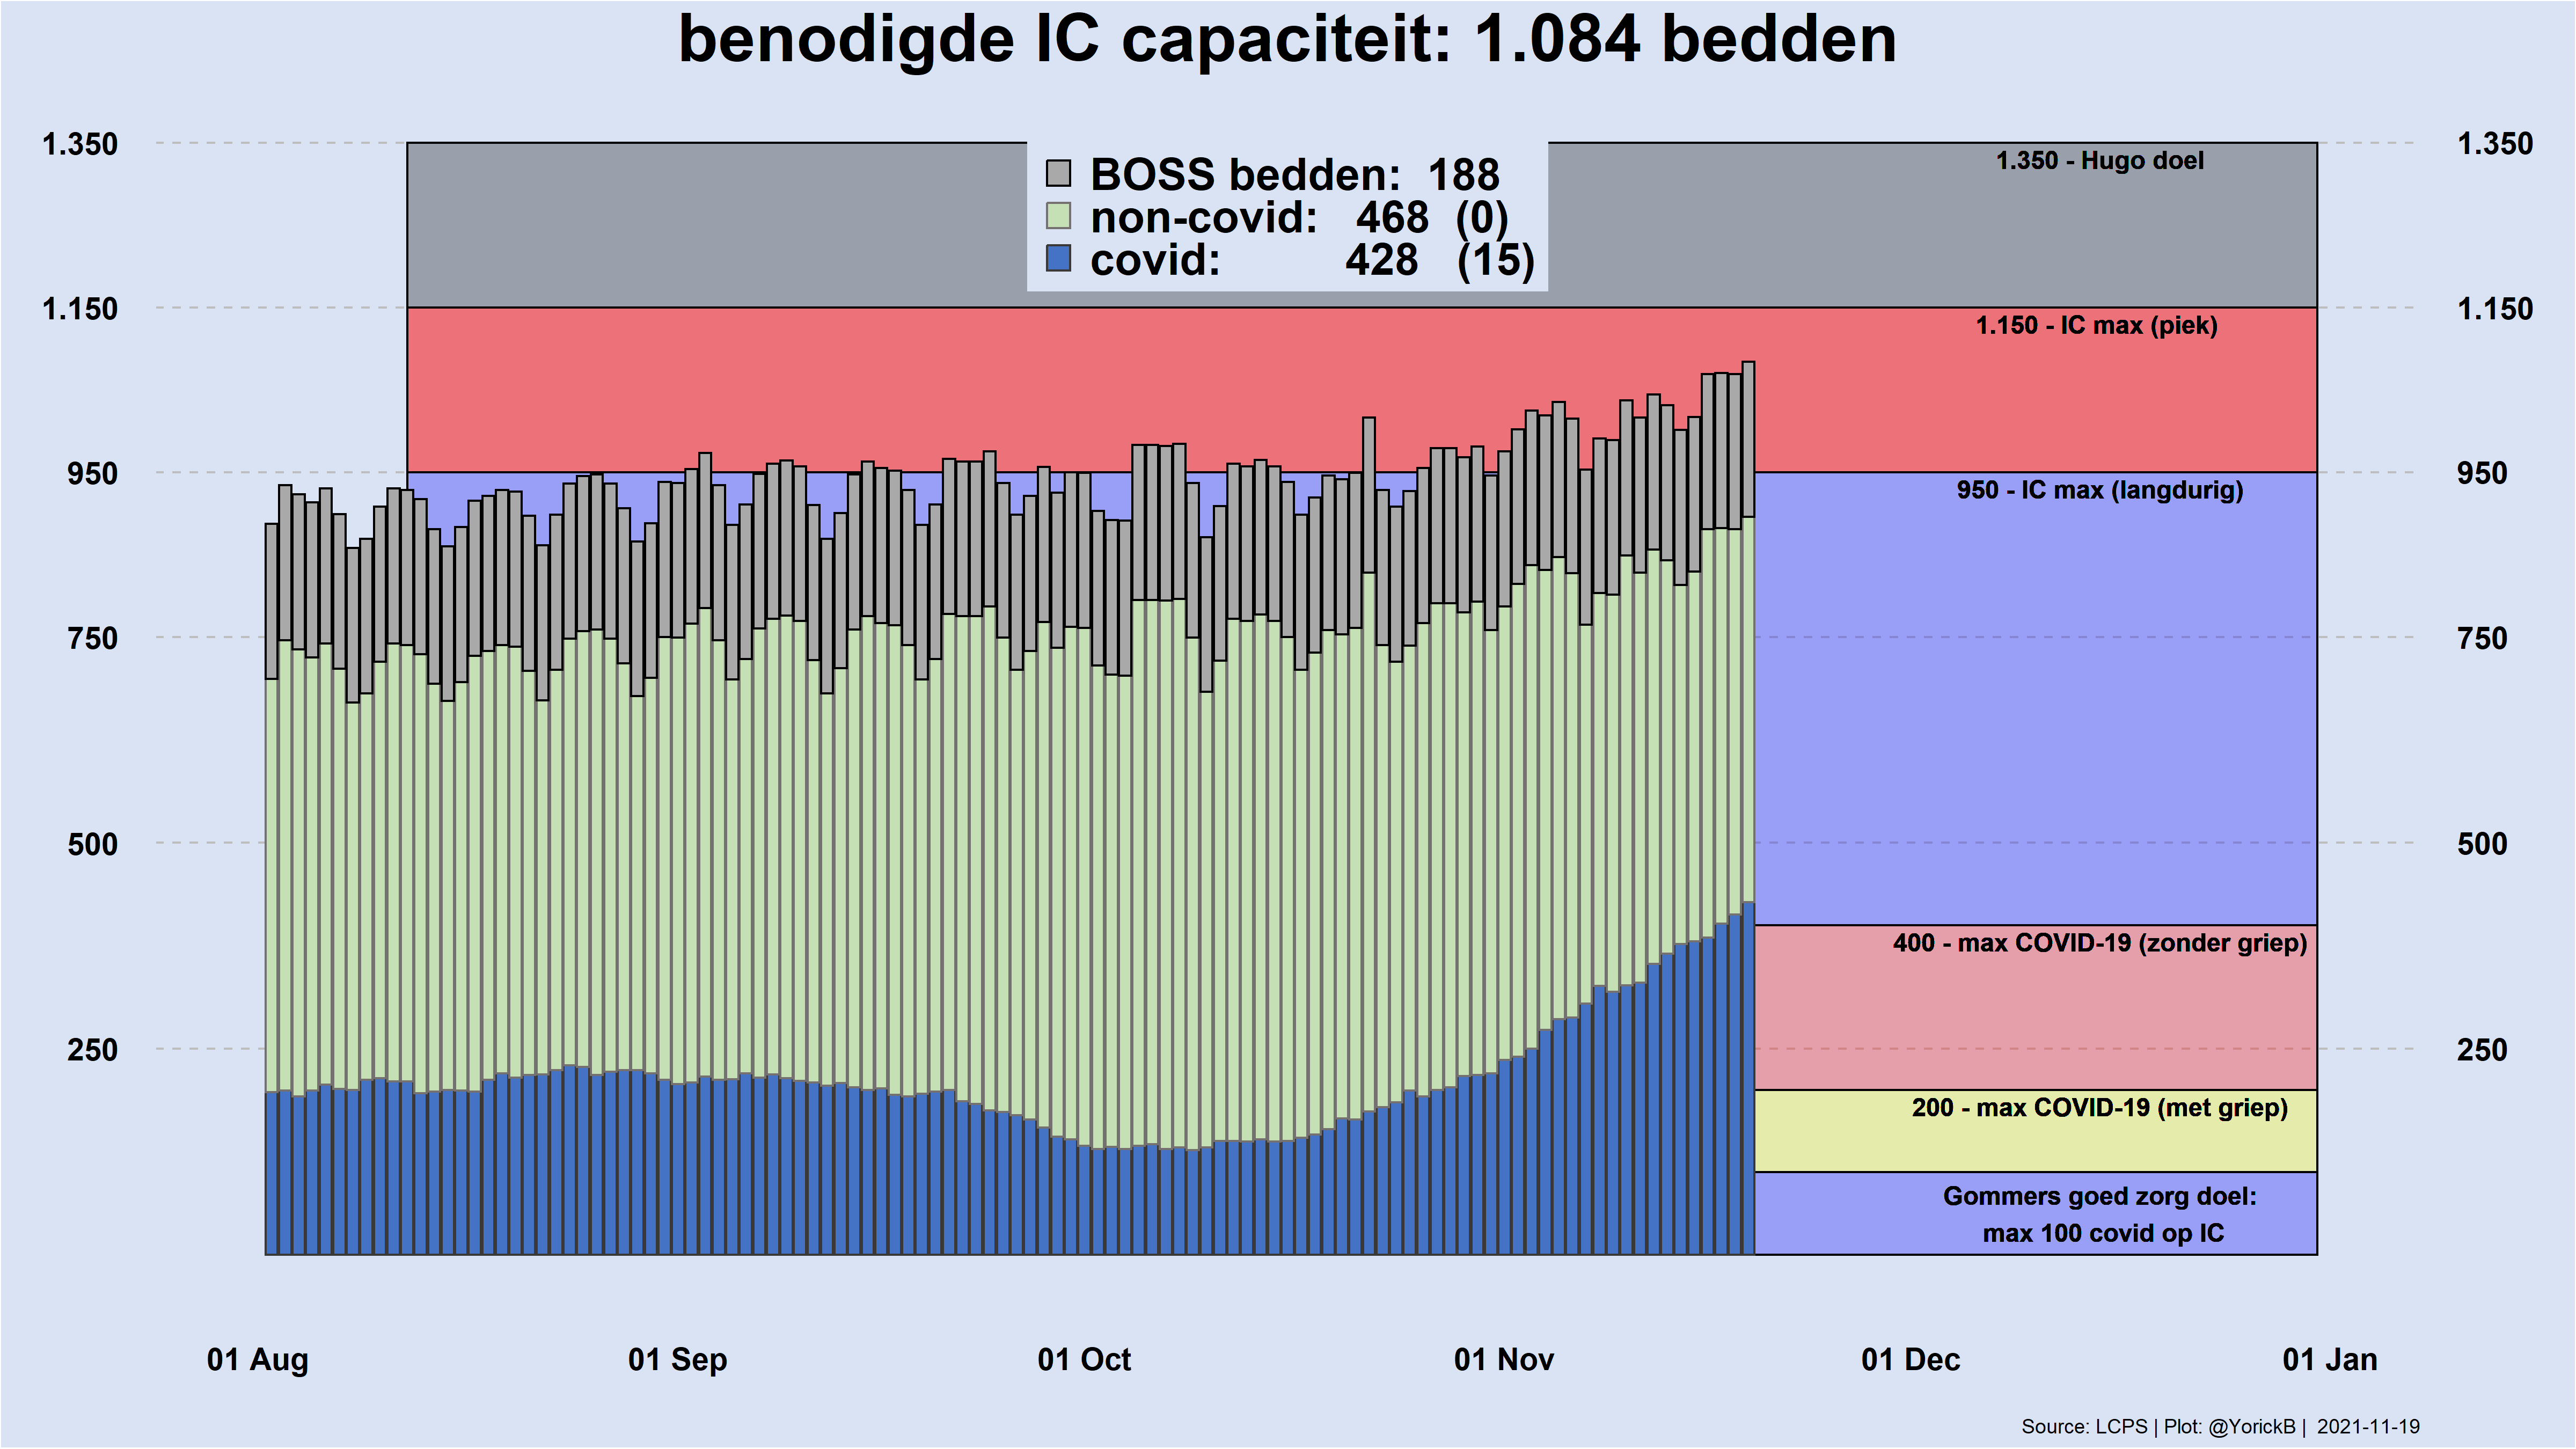 benodigde IC capaciteit: 1.084 bedden
1.350
1.350
1.350 - Hugo doel
BOSS bedden: 188
non-covid: 468 (0)
covid: 428 (15)
1.150
1.150
1.150 - IC max (piek)
950
950
950 - IC max (langdurig)
750
750
500
500
400 - max COVID-19 (zonder griep)
250
250
200 - max COVID-19 (met griep)
Gommers goed zorg doel:
max 100 covid op IC
01 Aug
01 Sep
01 Oct
01 Nov
01 Dec
01 Jan
Source: LCPS | Plot: @YorickB | 2021-11-19